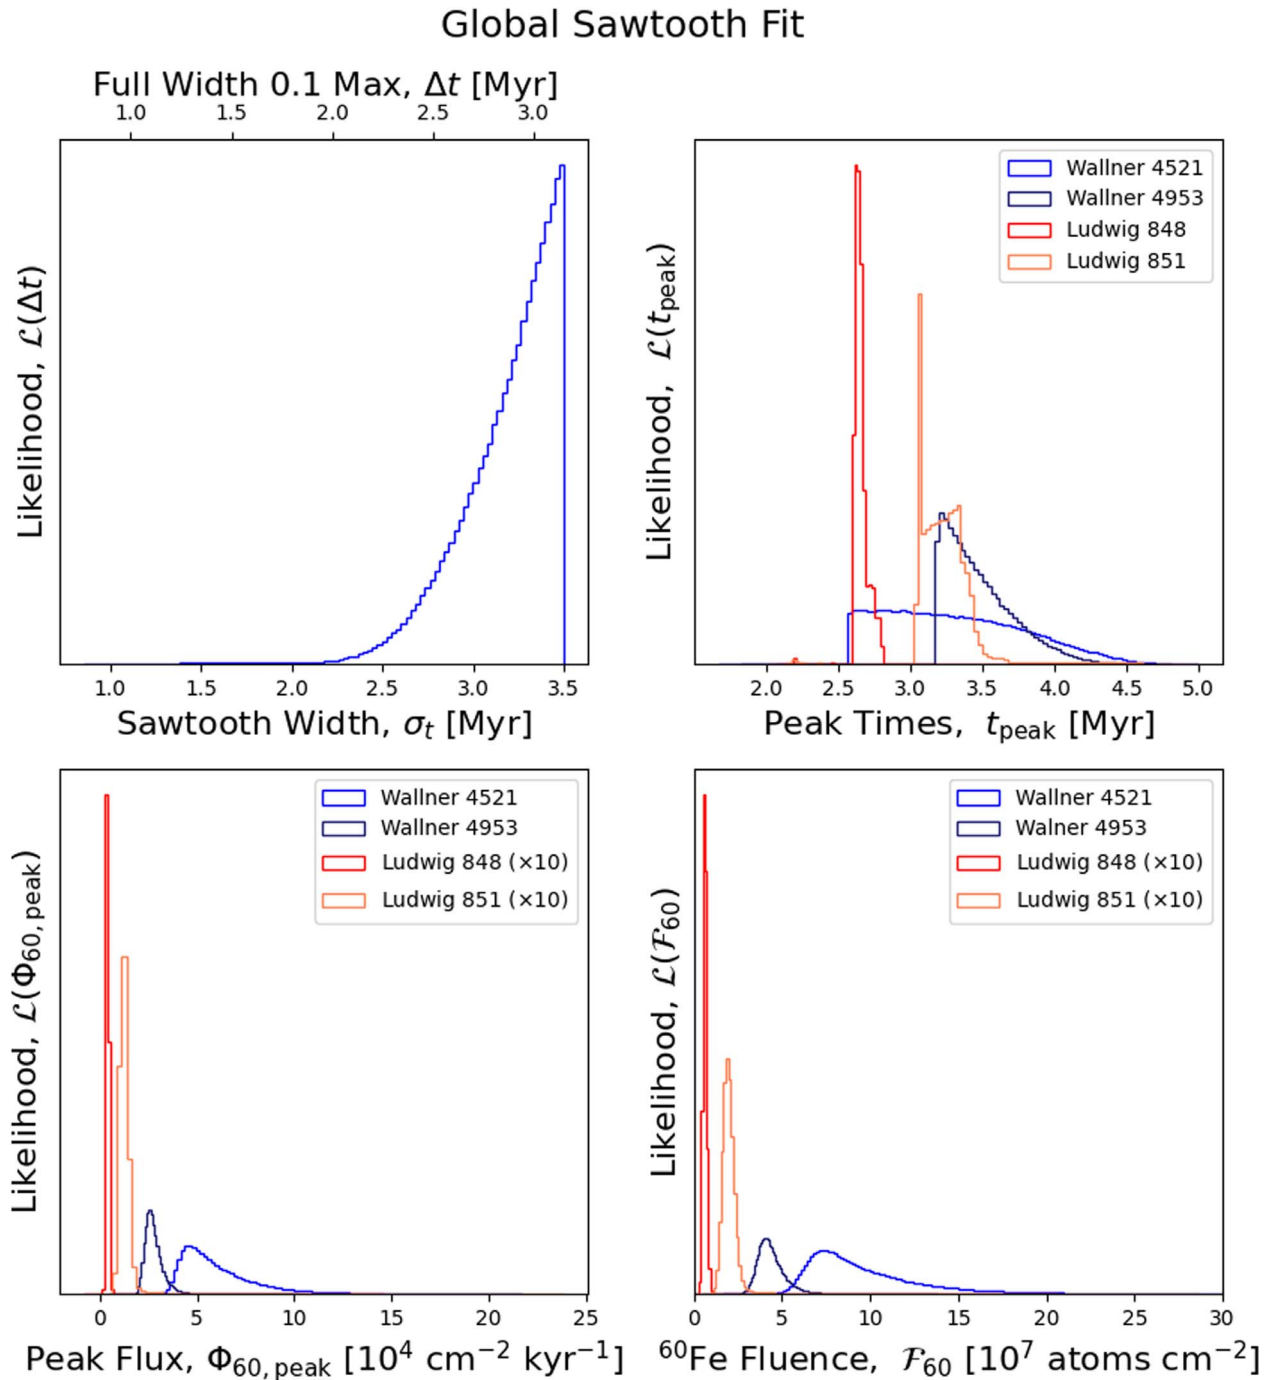 Global Sawtooth Fit
Full Width 0.1 Max, Δt [Myr]
1.0 1.5 2.0 2.5 3.0
Likelihood, ℒ(Δt)
1.0 1.5 2.0 2.5 3.0 3.5
Sawtooth Width, σₜ [Myr]
Wallner 4521
Wallner 4953
Ludwig 848
Ludwig 851
Likelihood, ℒ(t_peak)
2.0 2.5 3.0 3.5 4.0 4.5 5.0
Peak Times, t_peak [Myr]
Wallner 4521
Wallner 4953
Ludwig 848 (×10)
Ludwig 851 (×10)
Likelihood, ℒ(Φ_60,peak)
0 5 10 15 20 25
Peak Flux, Φ_60,peak [10⁴ cm⁻² kyr⁻¹]
Wallner 4521
Walner 4953
Ludwig 848 (×10)
Ludwig 851 (×10)
Likelihood, ℒ(ℱ₆₀)
0 5 10 15 20 25 30
⁶⁰Fe Fluence, ℱ₆₀ [10⁷ atoms cm⁻²]